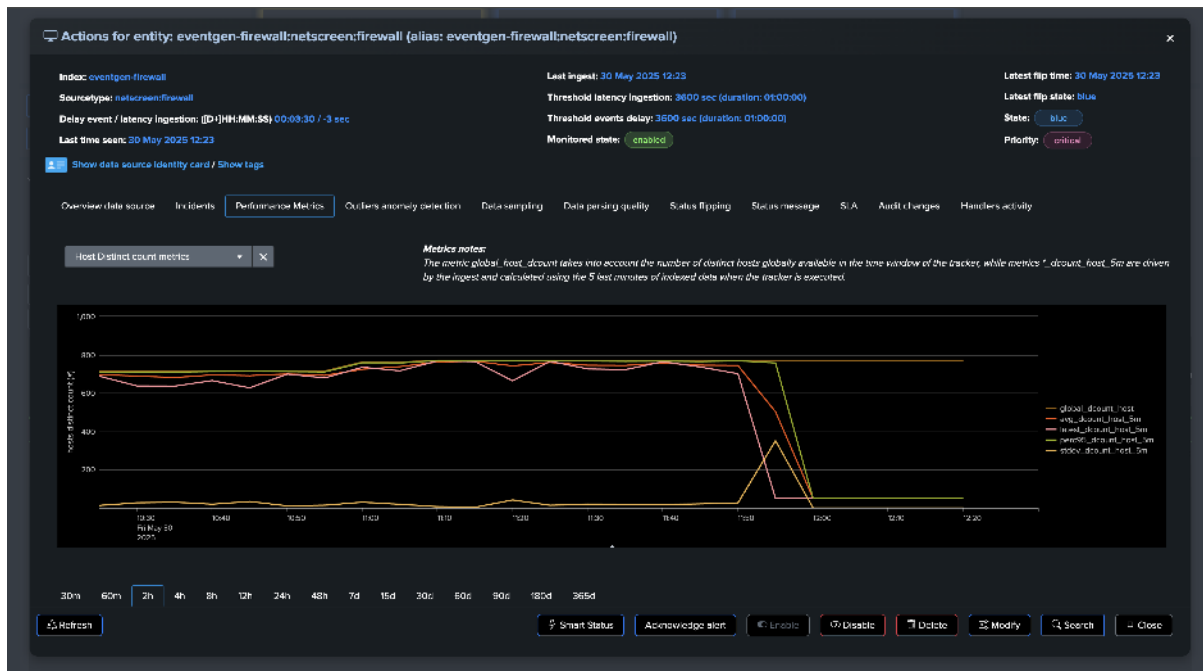 Actions for entity: eventgen-firewall:netscreen:firewall (alias: eventgen-firewall:netscreen:firewall)
Index: eventgen-firewall
Sourcetype: netscreen:firewall
Delay event / latency ingestion: ([D+]HH:MM:SS) 00:03:30 / -3 sec
Last time seen: 30 May 2025 12:23
Last ingest: 30 May 2025 12:23
Threshold latency ingestion: 3600 sec (duration: 01:00:00)
Threshold events delay: 3600 sec (duration: 01:00:00)
Monitored state: enabled
Latest flip time: 30 May 2025 12:23
Latest flip state: blue
State: blue
Priority: critical
Show data source identity card / Show tags
Overview data source Incidents Performance Metrics Outliers anomaly detection Data sampling Data parsing quality Status flipping Status message SLA Audit changes Handlers activity
Host Distinct count metrics
Metrics notes:
The metric global_host_dcount takes into account the number of distinct hosts globally available in the time window of the tracker, while metrics *_dcount_host_5m are driven
by the ingest and calculated using the 5 last minutes of indexed data when the tracker is executed.
1,000
800
600
400
200
hosts distinct count (#)
global_dcount_host
avg_dcount_host_5m
latest_dcount_host_5m
perc95_dcount_host_5m
stdev_dcount_host_5m
10:30 10:40 10:50 11:00 11:10 11:20 11:30 11:40 11:50 12:00 12:10 12:20
Fri May 30
2025
30m 60m 2h 4h 8h 12h 24h 48h 7d 15d 30d 60d 90d 180d 365d
Refresh Smart Status Acknowledge alert Enable Disable Delete Modify Search Close